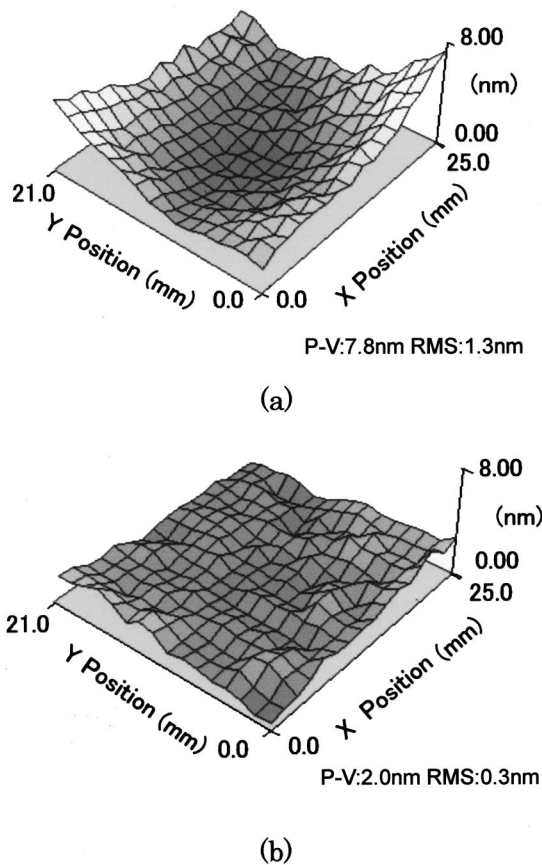 8.00
(nm)
0.00
25.0
21.0
Y Position (mm)
X Position (mm)
0.0
0.0
P-V:7.8nm RMS:1.3nm
(a)
8.00
(nm)
0.00
25.0
21.0
Y Position (mm)
X Position (mm)
0.0
0.0
P-V:2.0nm RMS:0.3nm
(b)